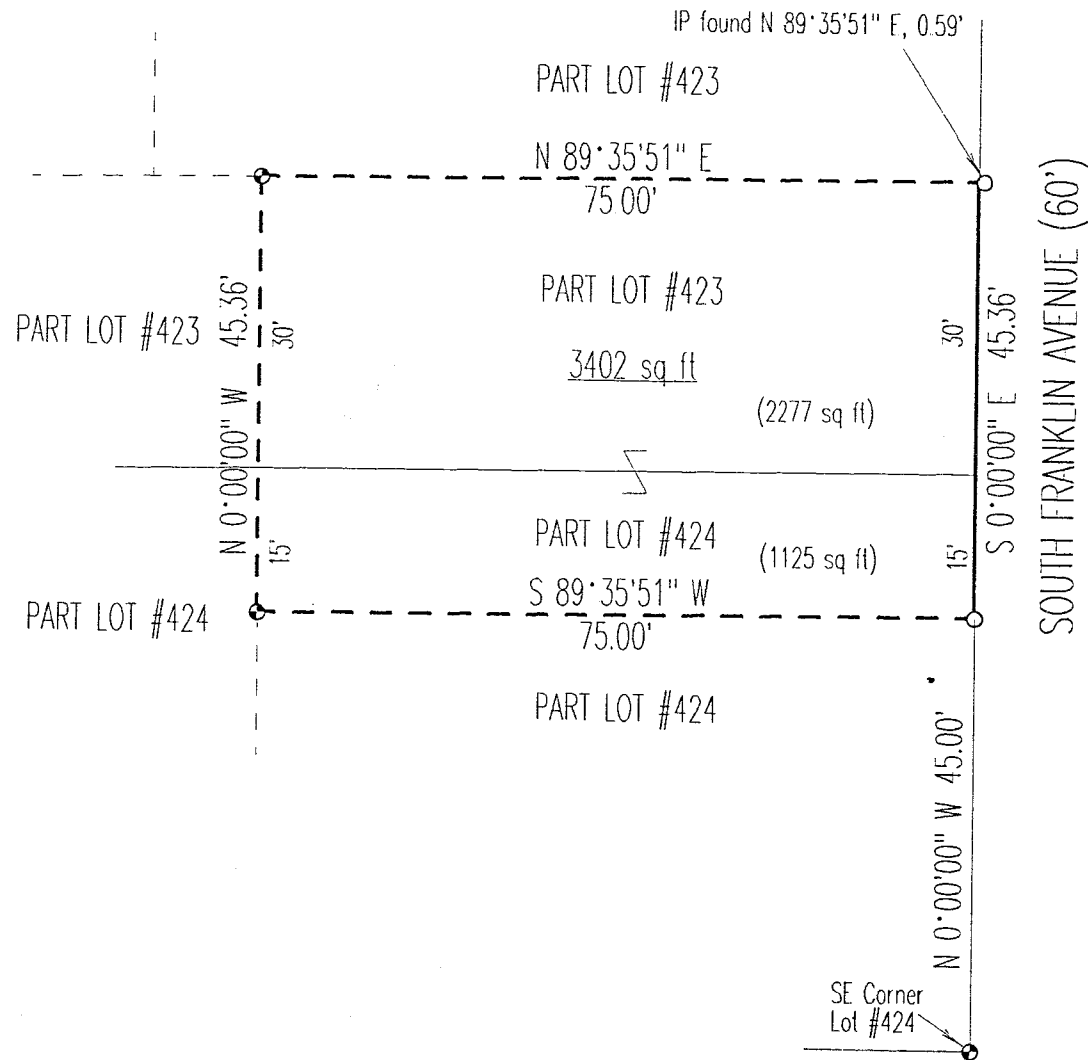 IP found N 89°35'51" E, 0.59'
PART LOT #423
N 89°35'51" E
75.00'
PART LOT #423
N 0°00'00" W 45.36'
30'
15'
PART LOT #423
3402 sq ft
(2277 sq ft)
30'
15'
S 0°00'00" E 45.36'
SOUTH FRANKLIN AVENUE (60')
PART LOT #424
(1125 sq ft)
PART LOT #424
S 89°35'51" W
75.00'
PART LOT #424
N 0°00'00" W 45.00'
SE Corner
Lot #424